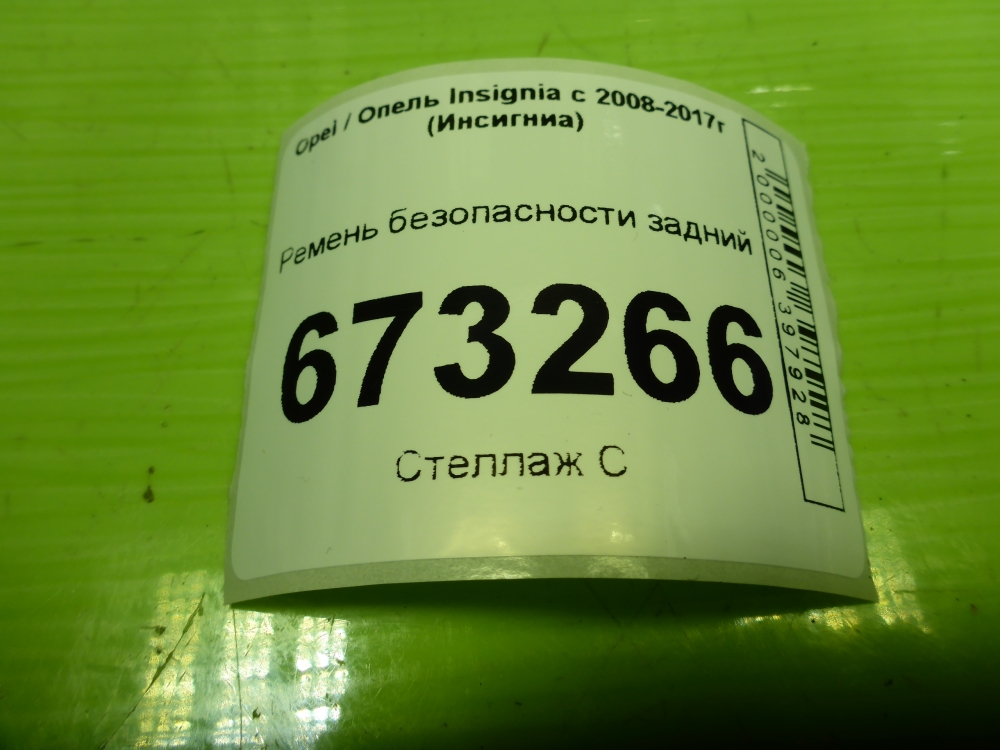 Opel / Опель Insignia с 2008-2017г
(Инсигниа)
Ремень безопасности задний
673266
Стеллаж С
2000006397928